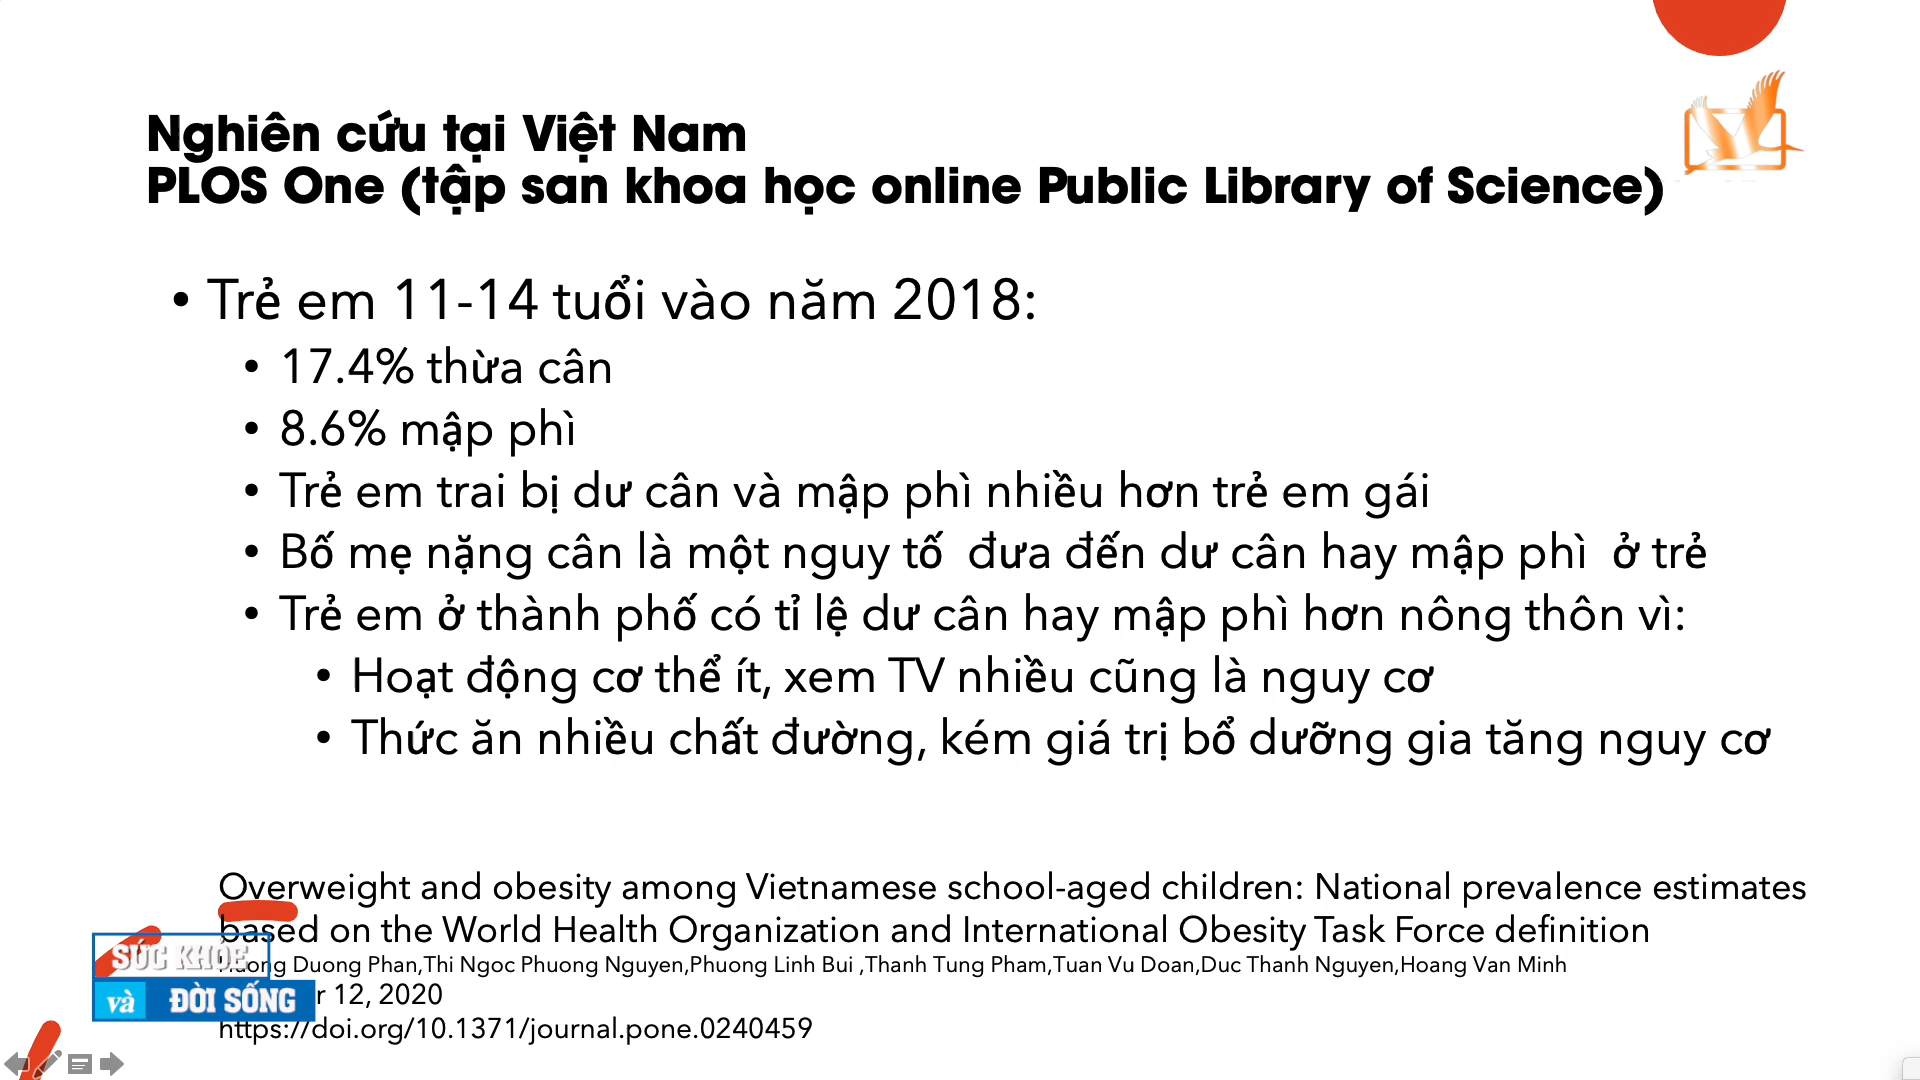 Nghiên cứu tại Việt Nam
PLOS One (tập san khoa học online Public Library of Science)
• Trẻ em 11-14 tuổi vào năm 2018:
• 17.4% thừa cân
• 8.6% mập phì
• Trẻ em trai bị dư cân và mập phì nhiều hơn trẻ em gái
• Bố mẹ nặng cân là một nguy tố đưa đến dư cân hay mập phì ở trẻ
• Trẻ em ở thành phố có tỉ lệ dư cân hay mập phì hơn nông thôn vì:
• Hoạt động cơ thể ít, xem TV nhiều cũng là nguy cơ
• Thức ăn nhiều chất đường, kém giá trị bổ dưỡng gia tăng nguy cơ
Overweight and obesity among Vietnamese school-aged children: National prevalence estimates
based on the World Health Organization and International Obesity Task Force definition
Duong Phan,Thi Ngoc Phuong Nguyen,Phuong Linh Bui ,Thanh Tung Pham,Tuan Vu Doan,Duc Thanh Nguyen,Hoang Van Minh
12, 2020
https://doi.org/10.1371/journal.pone.0240459
SỨC KHOẺ
và ĐỜI SỐNG